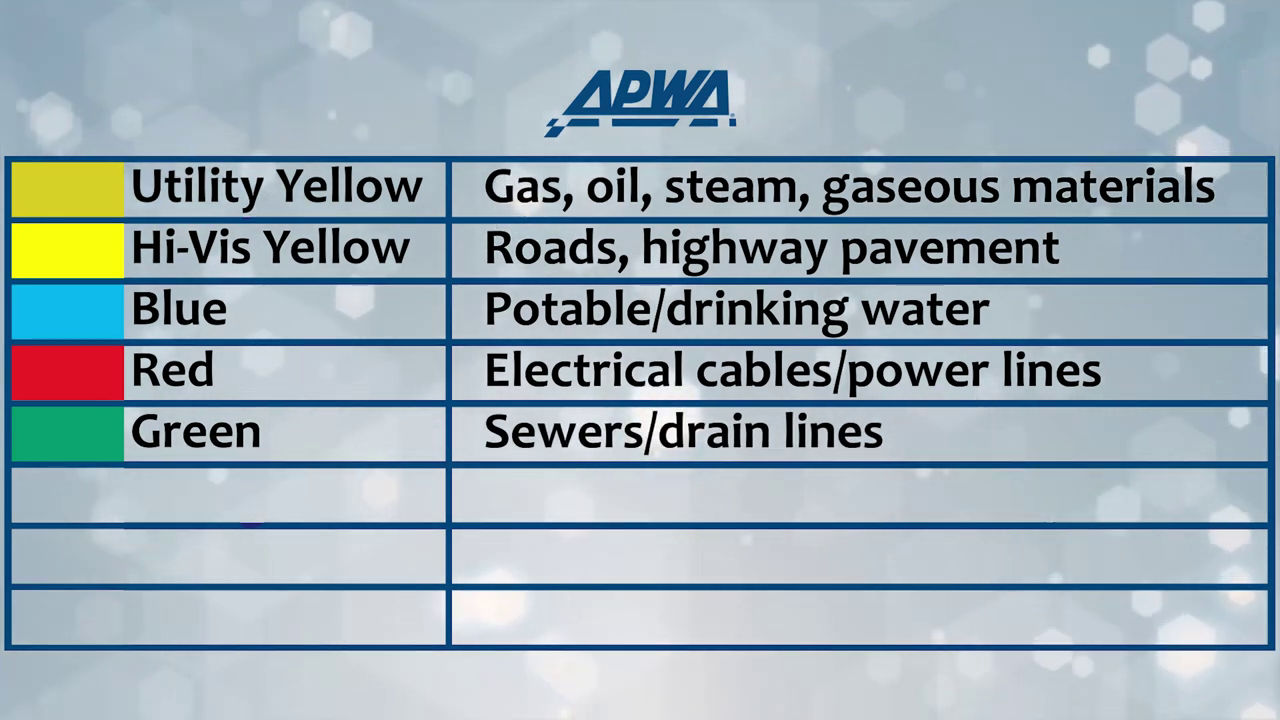 APWA
Utility Yellow Gas, oil, steam, gaseous materials
Hi-Vis Yellow Roads, highway pavement
Blue Potable/drinking water
Red Electrical cables/power lines
Green Sewers/drain lines